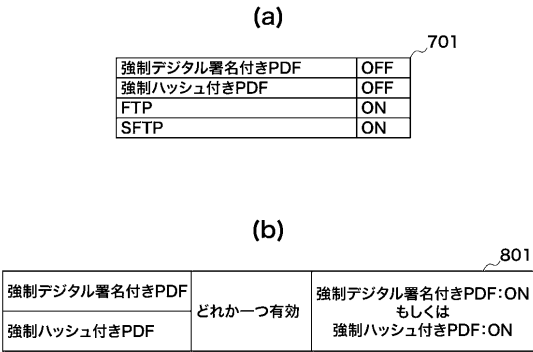 (a)
701
強制デジタル署名付きPDF OFF
強制ハッシュ付きPDF OFF
FTP ON
SFTP ON
(b)
801
強制デジタル署名付きPDF
強制ハッシュ付きPDF
どれか一つ有効
強制デジタル署名付きPDF:ON
もしくは
強制ハッシュ付きPDF:ON